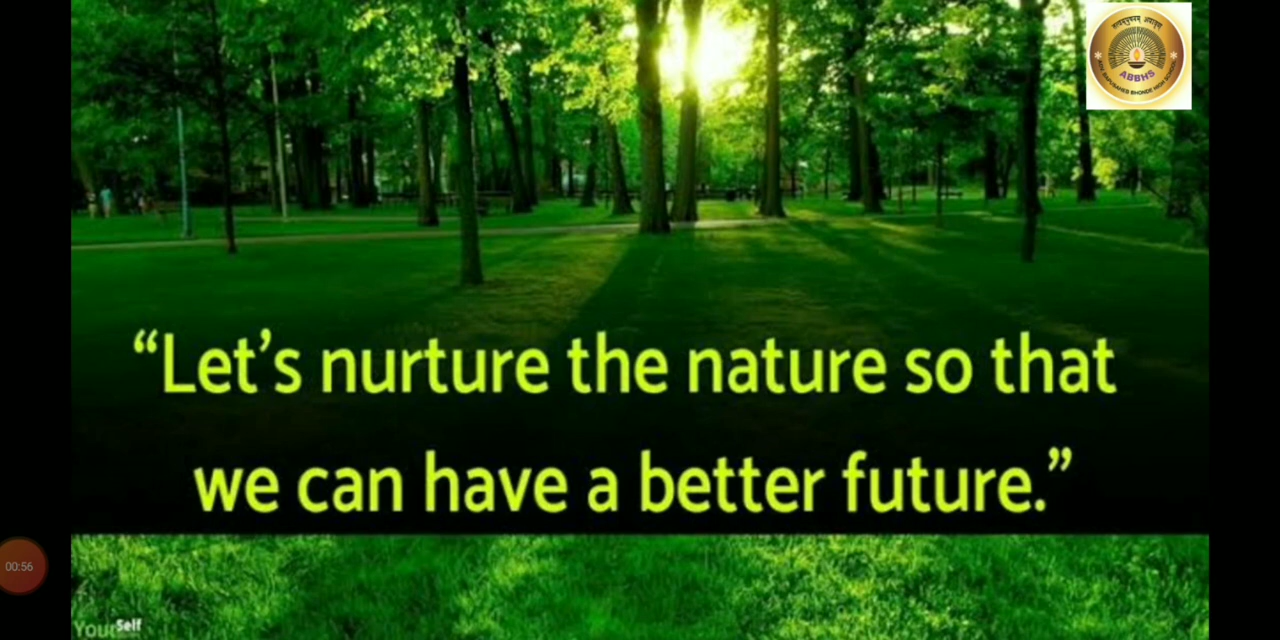 ABBHS
“Let’s nurture the nature so that
we can have a better future.”
00:56
YourSelf